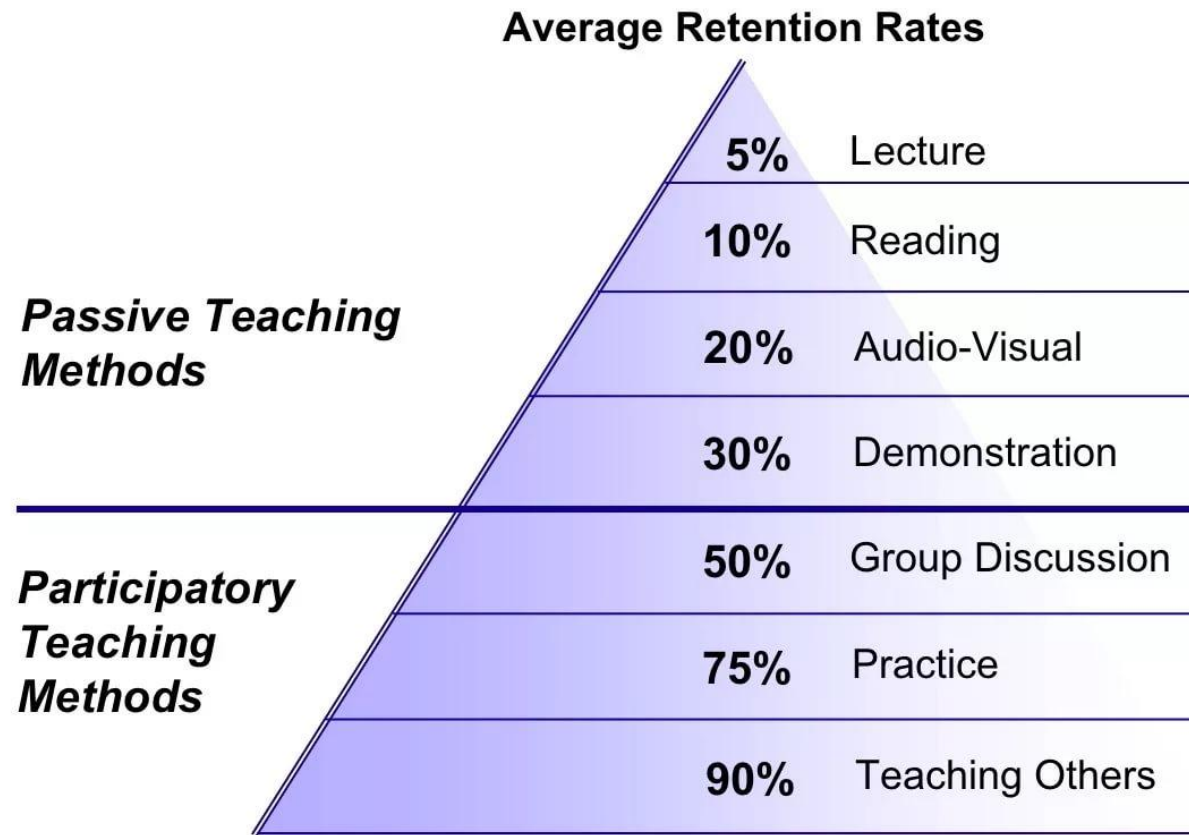 Average Retention Rates
5% Lecture
10% Reading
20% Audio-Visual
30% Demonstration
Passive Teaching
Methods
50% Group Discussion
75% Practice
90% Teaching Others
Participatory
Teaching
Methods